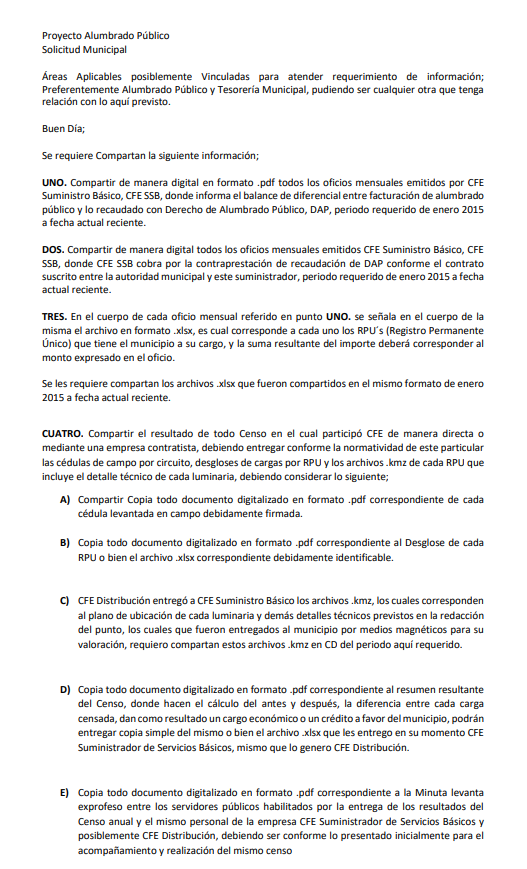 Proyecto Alumbrado Público
Solicitud Municipal
Áreas Aplicables posiblemente Vinculadas para atender requerimiento de información;
Preferentemente Alumbrado Público y Tesorería Municipal, pudiendo ser cualquier otra que tenga
relación con lo aquí previsto.
Buen Día;
Se requiere Compartan la siguiente información;
UNO. Compartir de manera digital en formato .pdf todos los oficios mensuales emitidos por CFE
Suministro Básico, CFE SSB, donde informa el balance de diferencial entre facturación de alumbrado
público y lo recaudado con Derecho de Alumbrado Público, DAP, periodo requerido de enero 2015
a fecha actual reciente.
DOS. Compartir de manera digital todos los oficios mensuales emitidos CFE Suministro Básico, CFE
SSB, donde CFE SSB cobra por la contraprestación de recaudación de DAP conforme el contrato
suscrito entre la autoridad municipal y este suministrador, periodo requerido de enero 2015 a fecha
actual reciente.
TRES. En el cuerpo de cada oficio mensual referido en punto UNO. se señala en el cuerpo de la
misma el archivo en formato .xlsx, es cual corresponde a cada uno los RPU´s (Registro Permanente
Único) que tiene el municipio a su cargo, y la suma resultante del importe deberá corresponder al
monto expresado en el oficio.
Se les requiere compartan los archivos .xlsx que fueron compartidos en el mismo formato de enero
2015 a fecha actual reciente.
CUATRO. Compartir el resultado de todo Censo en el cual participó CFE de manera directa o
mediante una empresa contratista, debiendo entregar conforme la normatividad de este particular
las cédulas de campo por circuito, desgloses de cargas por RPU y los archivos .kmz de cada RPU que
incluye el detalle técnico de cada luminaria, debiendo considerar lo siguiente;
A) Compartir Copia todo documento digitalizado en formato .pdf correspondiente de cada
cédula levantada en campo debidamente firmada.
B) Copia todo documento digitalizado en formato .pdf correspondiente al Desglose de cada
RPU o bien el archivo .xlsx correspondiente debidamente identificable.
C) CFE Distribución entregó a CFE Suministro Básico los archivos .kmz, los cuales corresponden
al plano de ubicación de cada luminaria y demás detalles técnicos previstos en la redacción
del punto, los cuales que fueron entregados al municipio por medios magnéticos para su
valoración, requiero compartan estos archivos .kmz en CD del periodo aquí requerido.
D) Copia todo documento digitalizado en formato .pdf correspondiente al resumen resultante
del Censo, donde hacen el cálculo del antes y después, la diferencia entre cada carga
censada, dan como resultado un cargo económico o un crédito a favor del municipio, podrán
entregar copia simple del mismo o bien el archivo .xlsx que les entrego en su momento CFE
Suministrador de Servicios Básicos, mismo que lo genero CFE Distribución.
E) Copia todo documento digitalizado en formato .pdf correspondiente a la Minuta levanta
exprofeso entre los servidores públicos habilitados por la entrega de los resultados del
Censo anual y el mismo personal de la empresa CFE Suministrador de Servicios Básicos y
posiblemente CFE Distribución, debiendo ser conforme lo presentado inicialmente para el
acompañamiento y realización del mismo censo